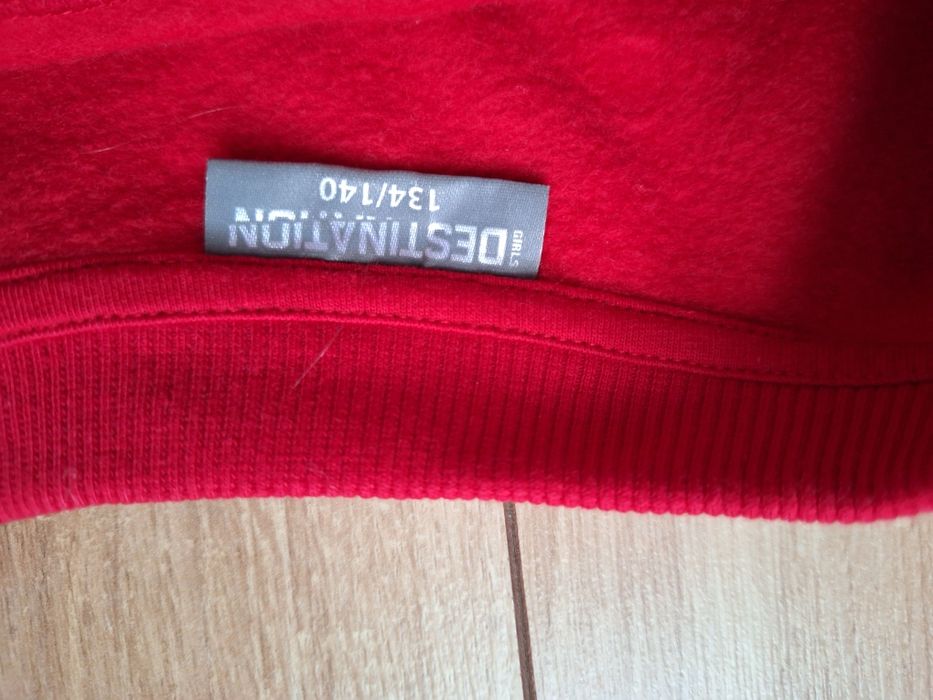 GIRLS
DESTINATION
134/140